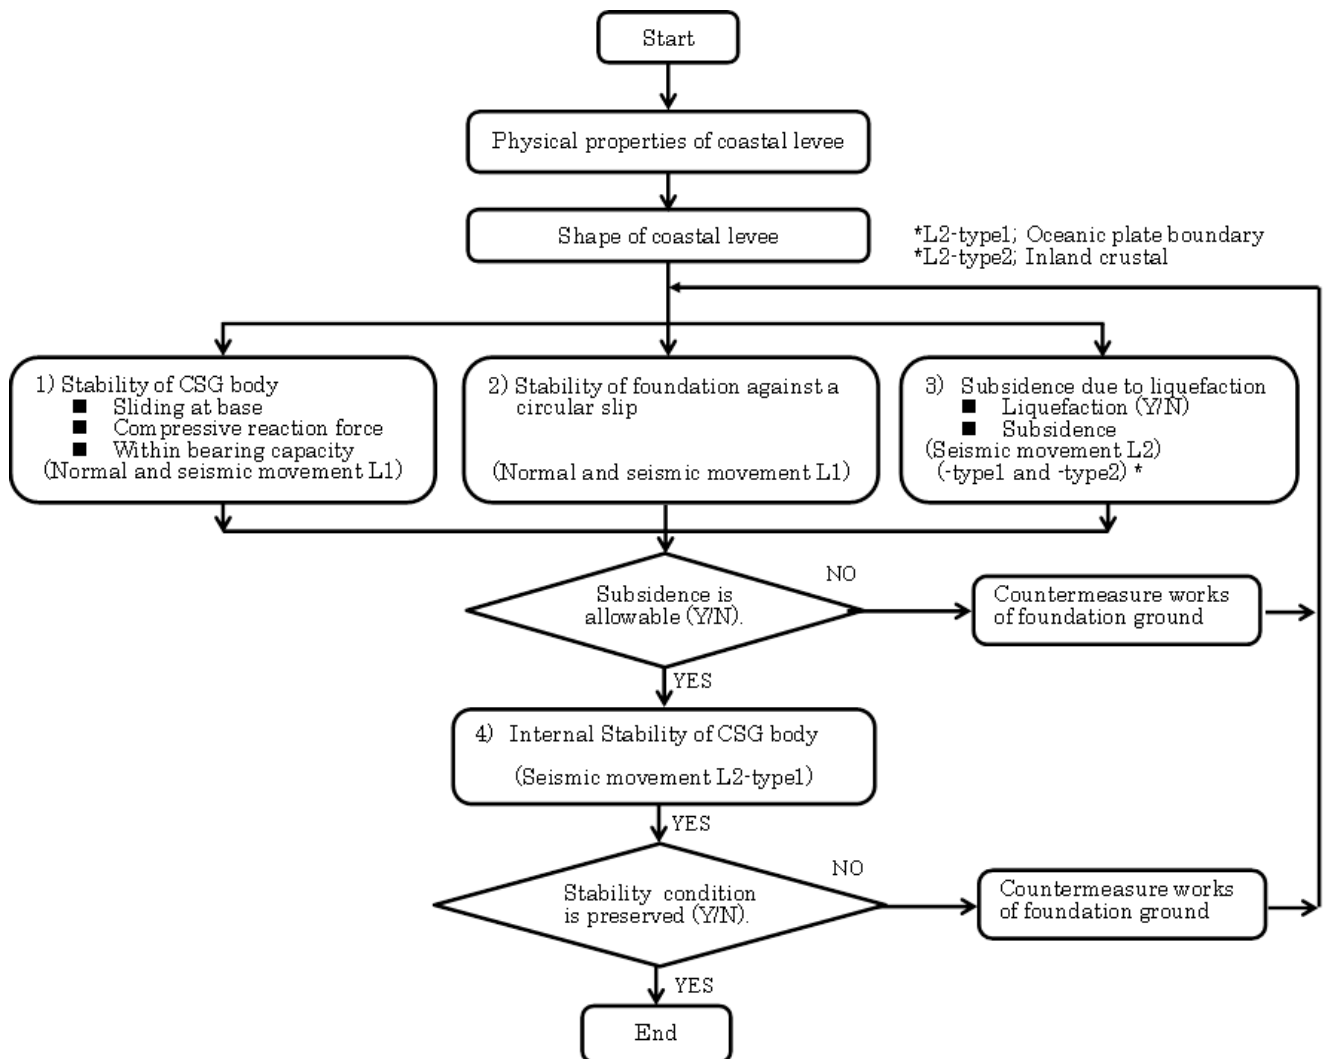 Start
Physical properties of coastal levee
Shape of coastal levee
*L2-type1; Oceanic plate boundary
*L2-type2; Inland crustal
1) Stability of CSG body
■ Sliding at base
■ Compressive reaction force
■ Within bearing capacity
(Normal and seismic movement L1)
2) Stability of foundation against a
circular slip
(Normal and seismic movement L1)
3) Subsidence due to liquefaction
■ Liquefaction (Y/N)
■ Subsidence
(Seismic movement L2)
(-type1 and -type2) *
Subsidence is
allowable (Y/N).
NO
Countermeasure works
of foundation ground
YES
4) Internal Stability of CSG body
(Seismic movement L2-type1)
YES
Stability condition
is preserved (Y/N).
NO
Countermeasure works
of foundation ground
YES
End